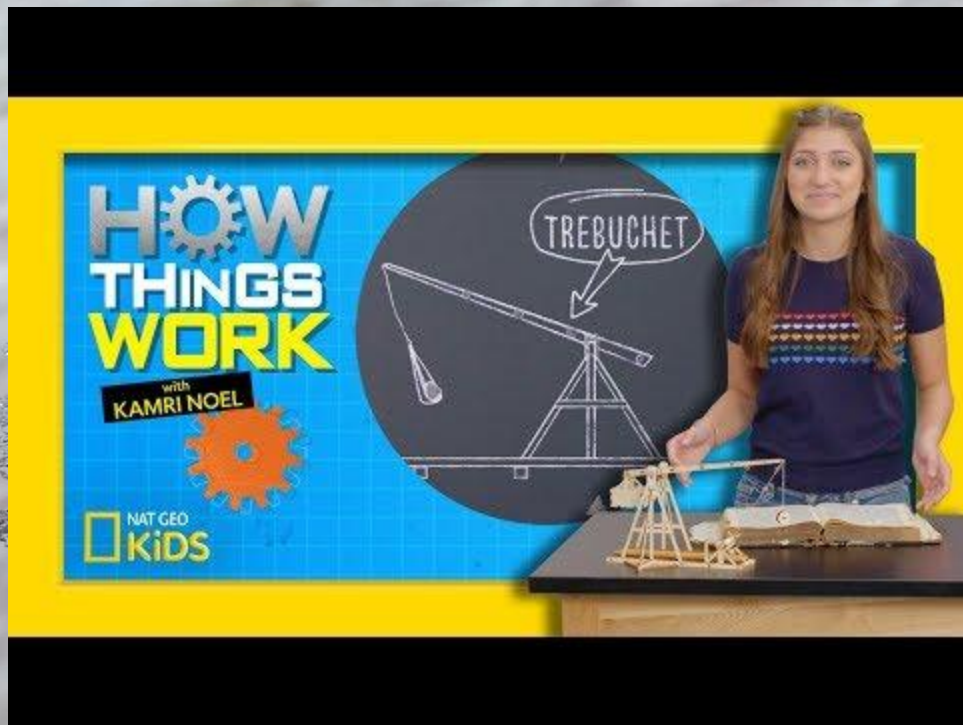 HOW
THiNGS
WORK
with
KAMRI NOEL
NAT GEO
KiDS
TREBUCHET